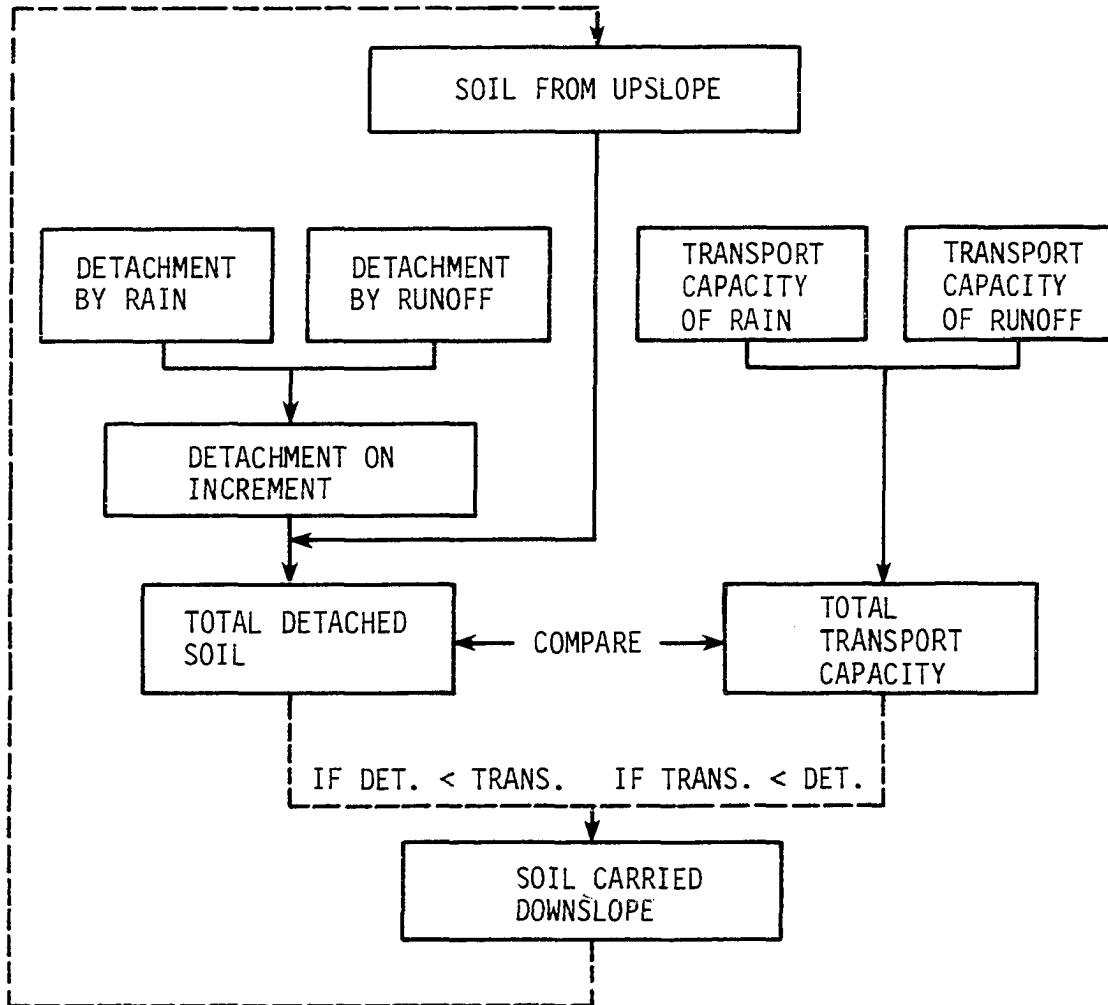 SOIL FROM UPSLOPE
DETACHMENT
BY RAIN
DETACHMENT
BY RUNOFF
TRANSPORT
CAPACITY
OF RAIN
TRANSPORT
CAPACITY
OF RUNOFF
DETACHMENT ON
INCREMENT
TOTAL DETACHED
SOIL
COMPARE
TOTAL
TRANSPORT
CAPACITY
IF DET. < TRANS.
IF TRANS. < DET.
SOIL CARRIED
DOWNSLOPE